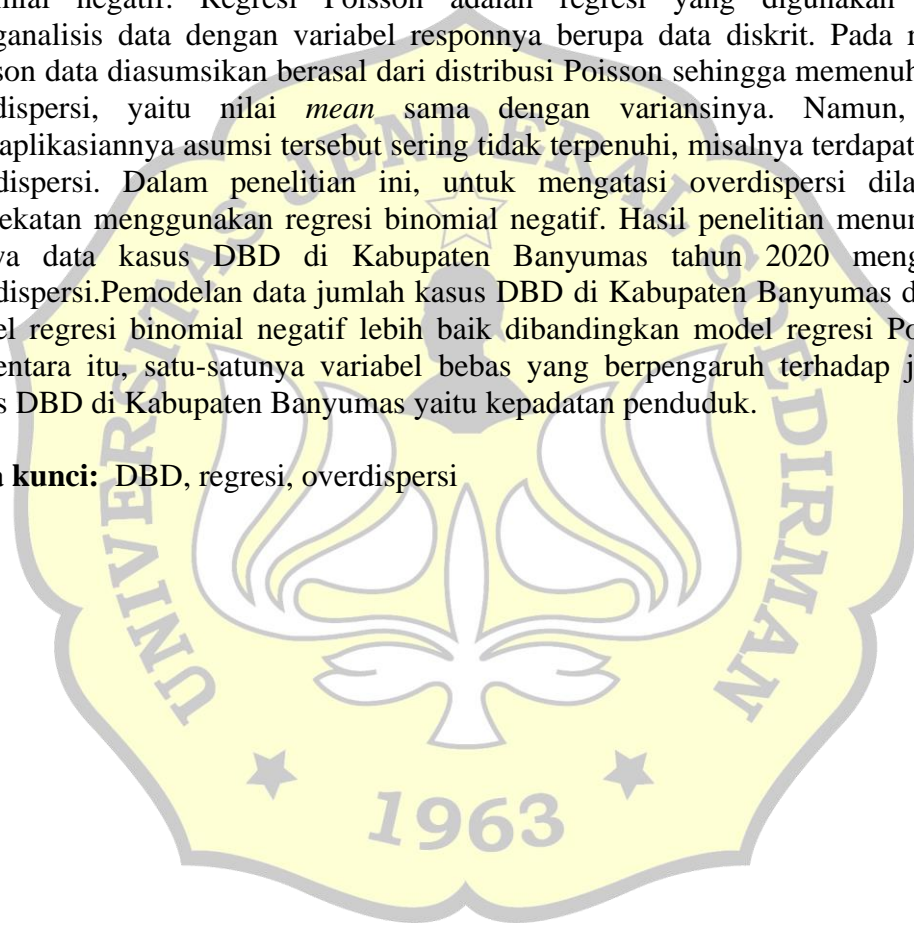 mial negatif. Regresi Poisson adalah regresi yang digunakan
ganalisis data dengan variabel responnya berupa data diskrit. Pada
son data diasumsikan berasal dari distribusi Poisson sehingga memenuh
dispersi, yaitu nilai mean sama dengan variansinya. Namun,
aplikasiannya asumsi tersebut sering tidak terpenuhi, misalnya terdapat
dispersi. Dalam penelitian ini, untuk mengatasi overdispersi dila
ekatan menggunakan regresi binomial negatif. Hasil penelitian menun
ya data kasus DBD di Kabupaten Banyumas tahun 2020 meng
dispersi.Pemodelan data jumlah kasus DBD di Kabupaten Banyumas d
el regresi binomial negatif lebih baik dibandingkan model regresi Po
entara itu, satu-satunya variabel bebas yang berpengaruh terhadap j
s DBD di Kabupaten Banyumas yaitu kepadatan penduduk.
kunci: DBD, regresi, overdispersi
UNIVERSITAS JENDERAL SOEDIRMAN
1963